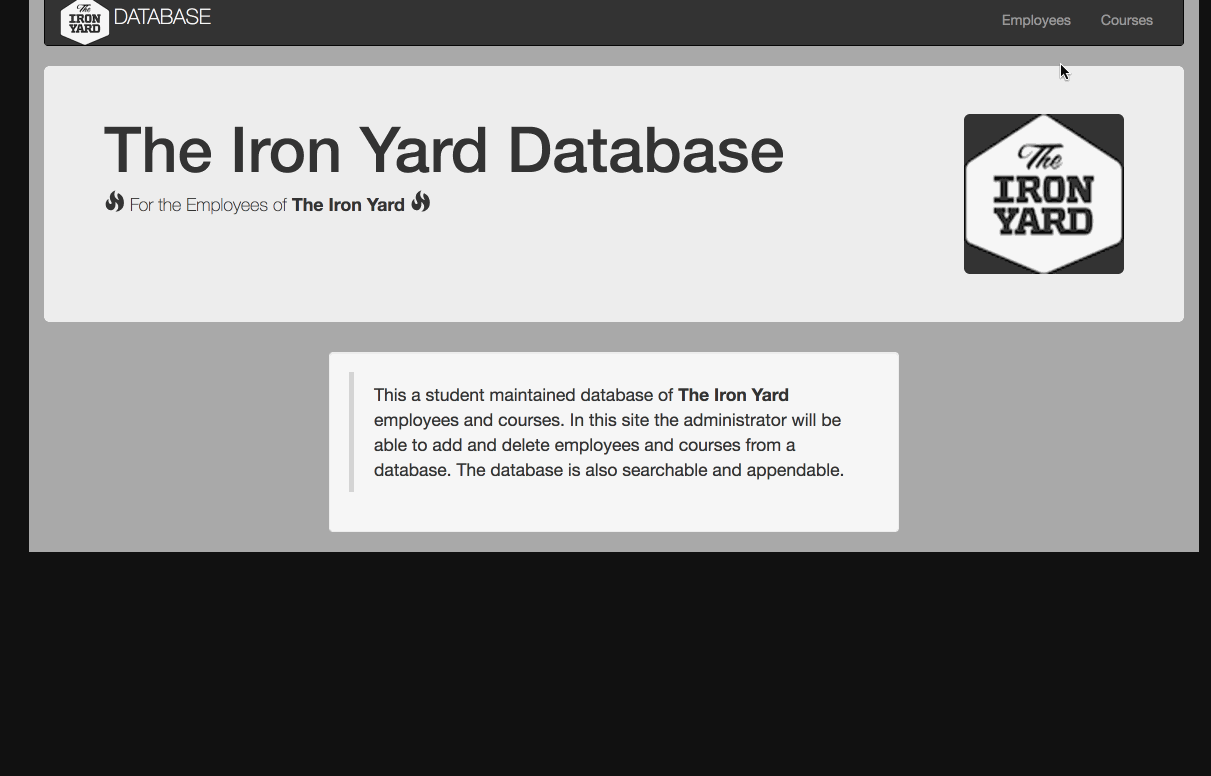 The IRON YARD DATABASE Employees Courses
The Iron Yard Database
For the Employees of The Iron Yard
The
IRON
YARD
This a student maintained database of The Iron Yard
employees and courses. In this site the administrator will be
able to add and delete employees and courses from a
database. The database is also searchable and appendable.